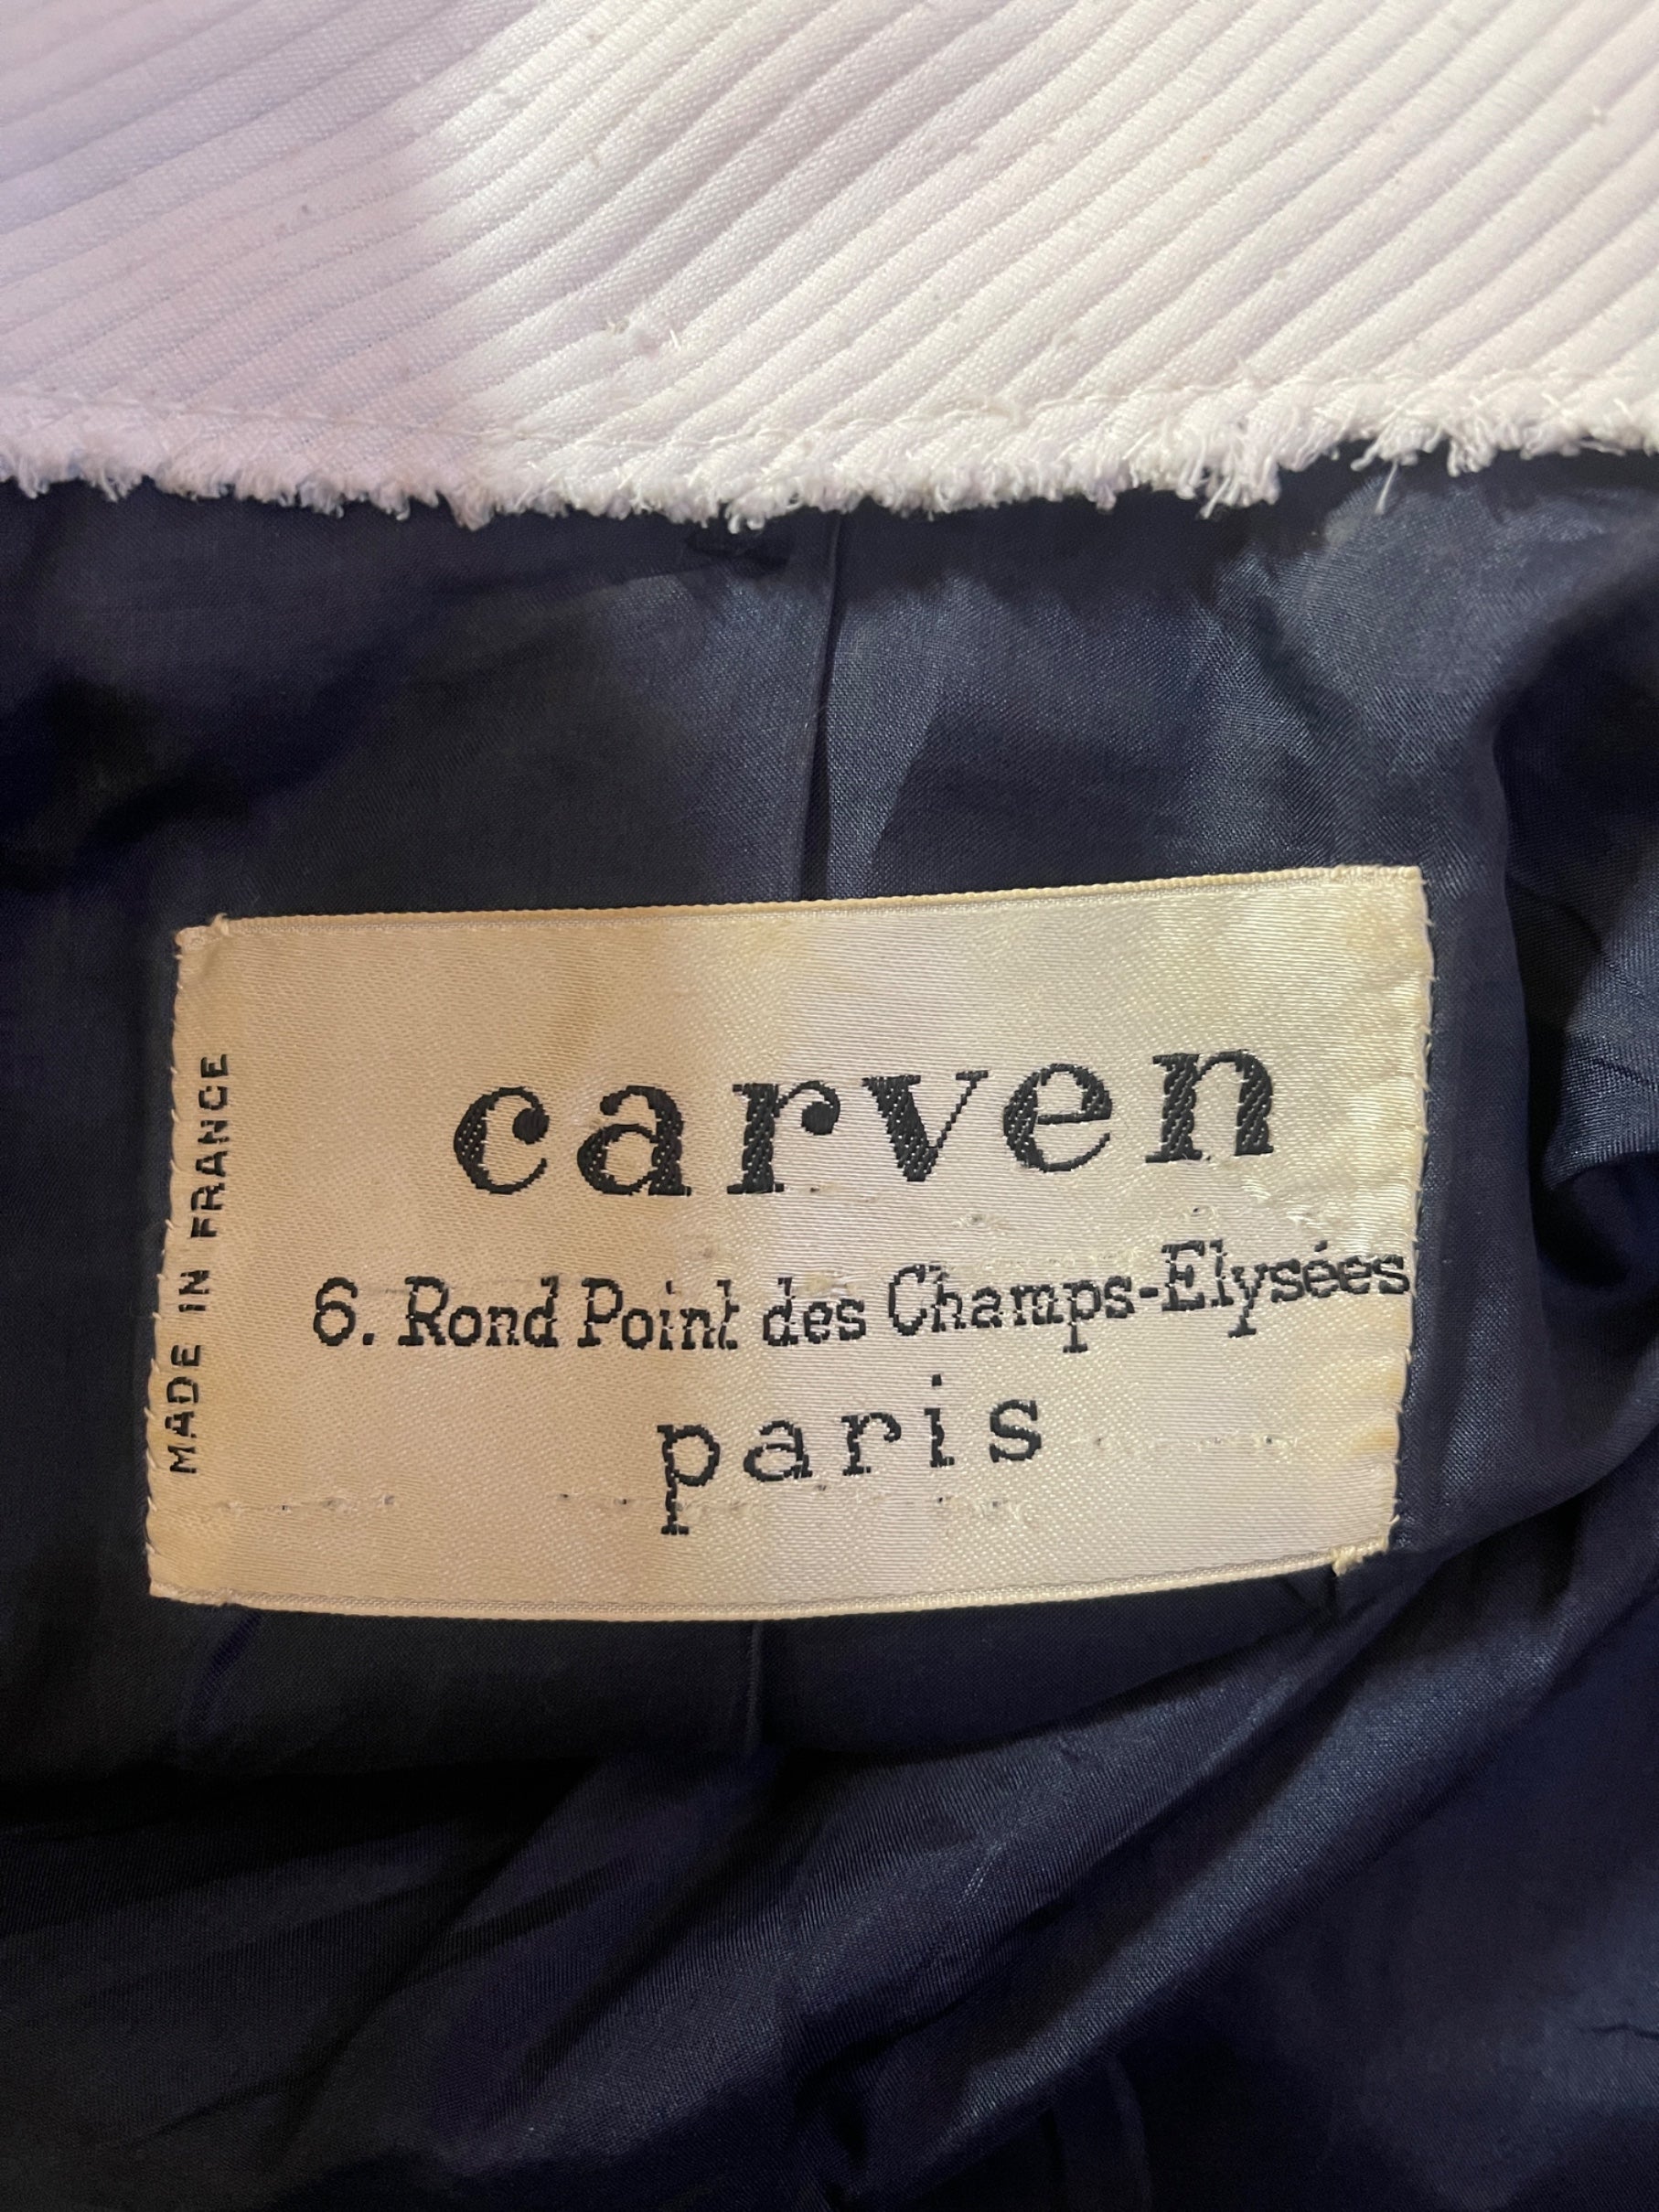 carven
6. Rond Point des Champs-Elysées
paris
MADE IN FRANCE